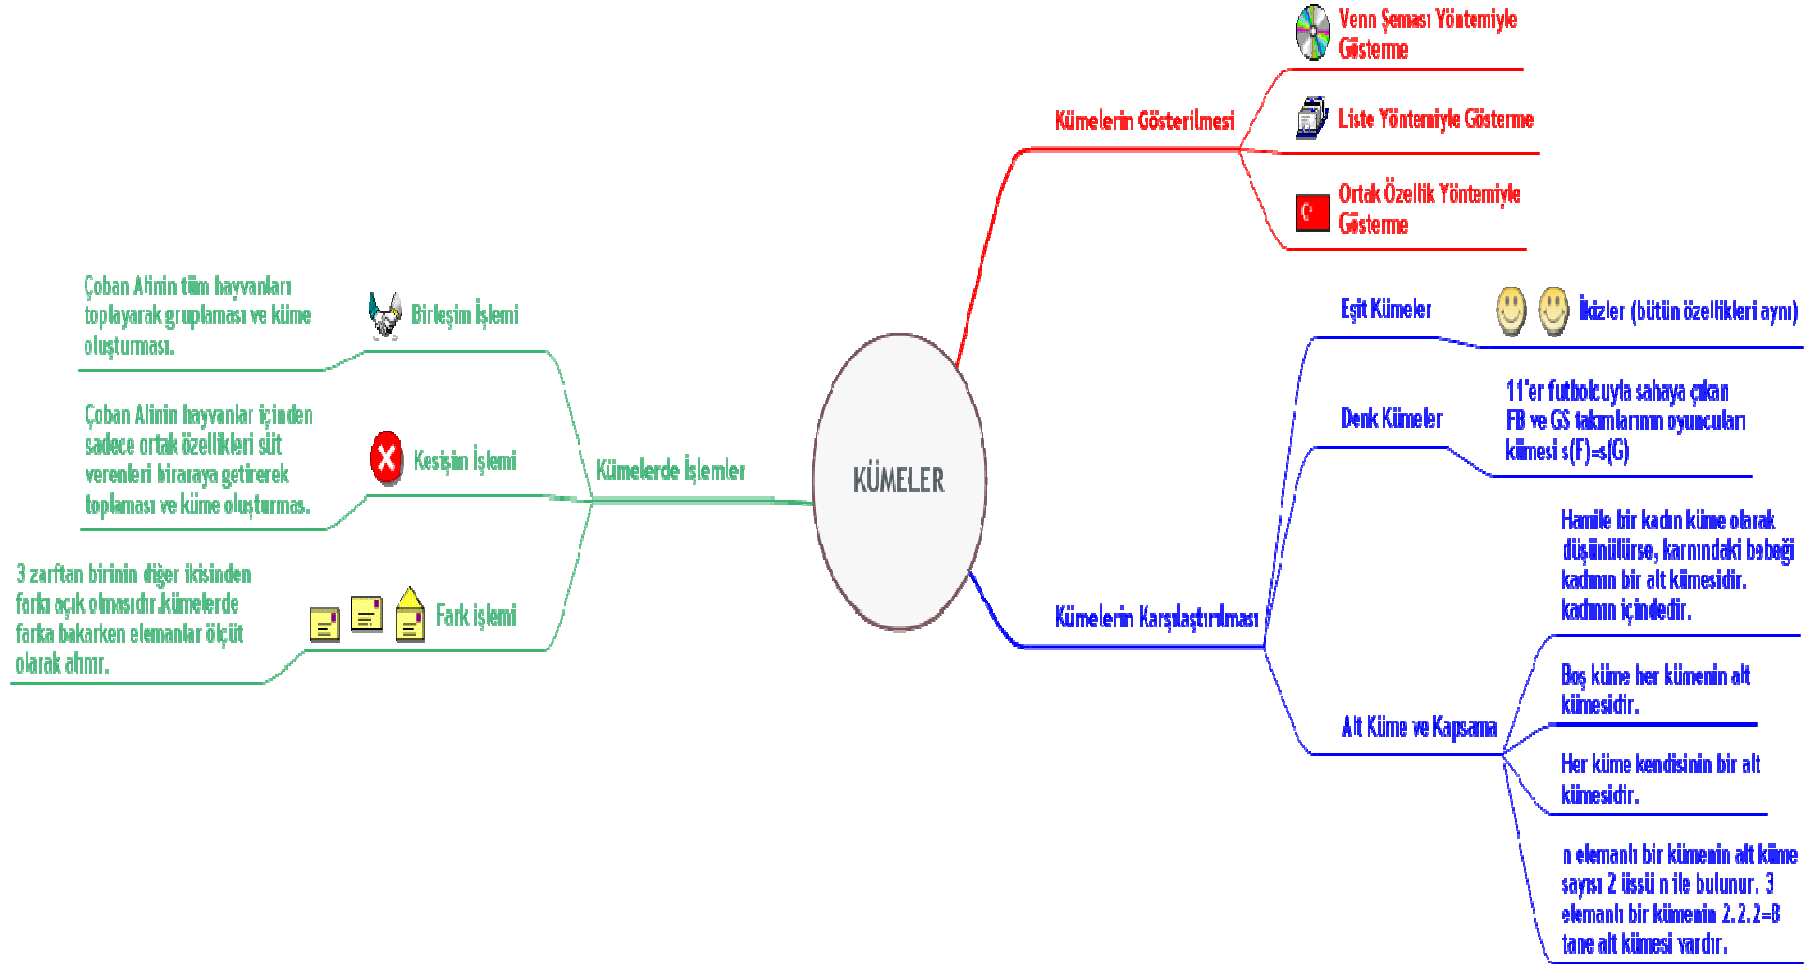 Venn Şeması Yöntemiyle
Gösterme
Kümelerin Gösterilmesi
Liste Yöntemiyle Gösterme
Ortak Özellik Yöntemiyle
Gösterme
Çoban Alinin tüm hayvanları
toplayarak gruplaması ve küme
oluşturması.
Birleşim İşlemi
Çoban Alinin hayvanlar içinden
sadece ortak özellikleri süt
verenleri biraraya getirerek
toplaması ve küme oluşturmas.
Kesişim İşlemi
Kümelerde İşlemler
3 zarftan birinin diğer ikisinden
farkı açık olmasıdır.kümelerde
farka bakarken elemanlar ölçüt
olarak alınır.
Fark işlemi
KÜMELER
Eşit Kümeler
İkizler (bütün özellikleri aynı)
Denk Kümeler
11'er futbolcuyla sahaya çıkan
FB ve GS takımlarının oyuncuları
kümesi s(F)=s(G)
Kümelerin Karşılaştırılması
Hamile bir kadın küme olarak
düşünülürse, karnındaki bebeği
kadının bir alt kümesidir.
kadının içindedir.
Alt Küme ve Kapsama
Boş küme her kümenin alt
kümesidir.
Her küme kendisinin bir alt
kümesidir.
n elemanlı bir kümenin alt küme
sayısı 2 üssü n ile bulunur. 3
elemanlı bir kümenin 2.2.2=8
tane alt kümesi vardır.